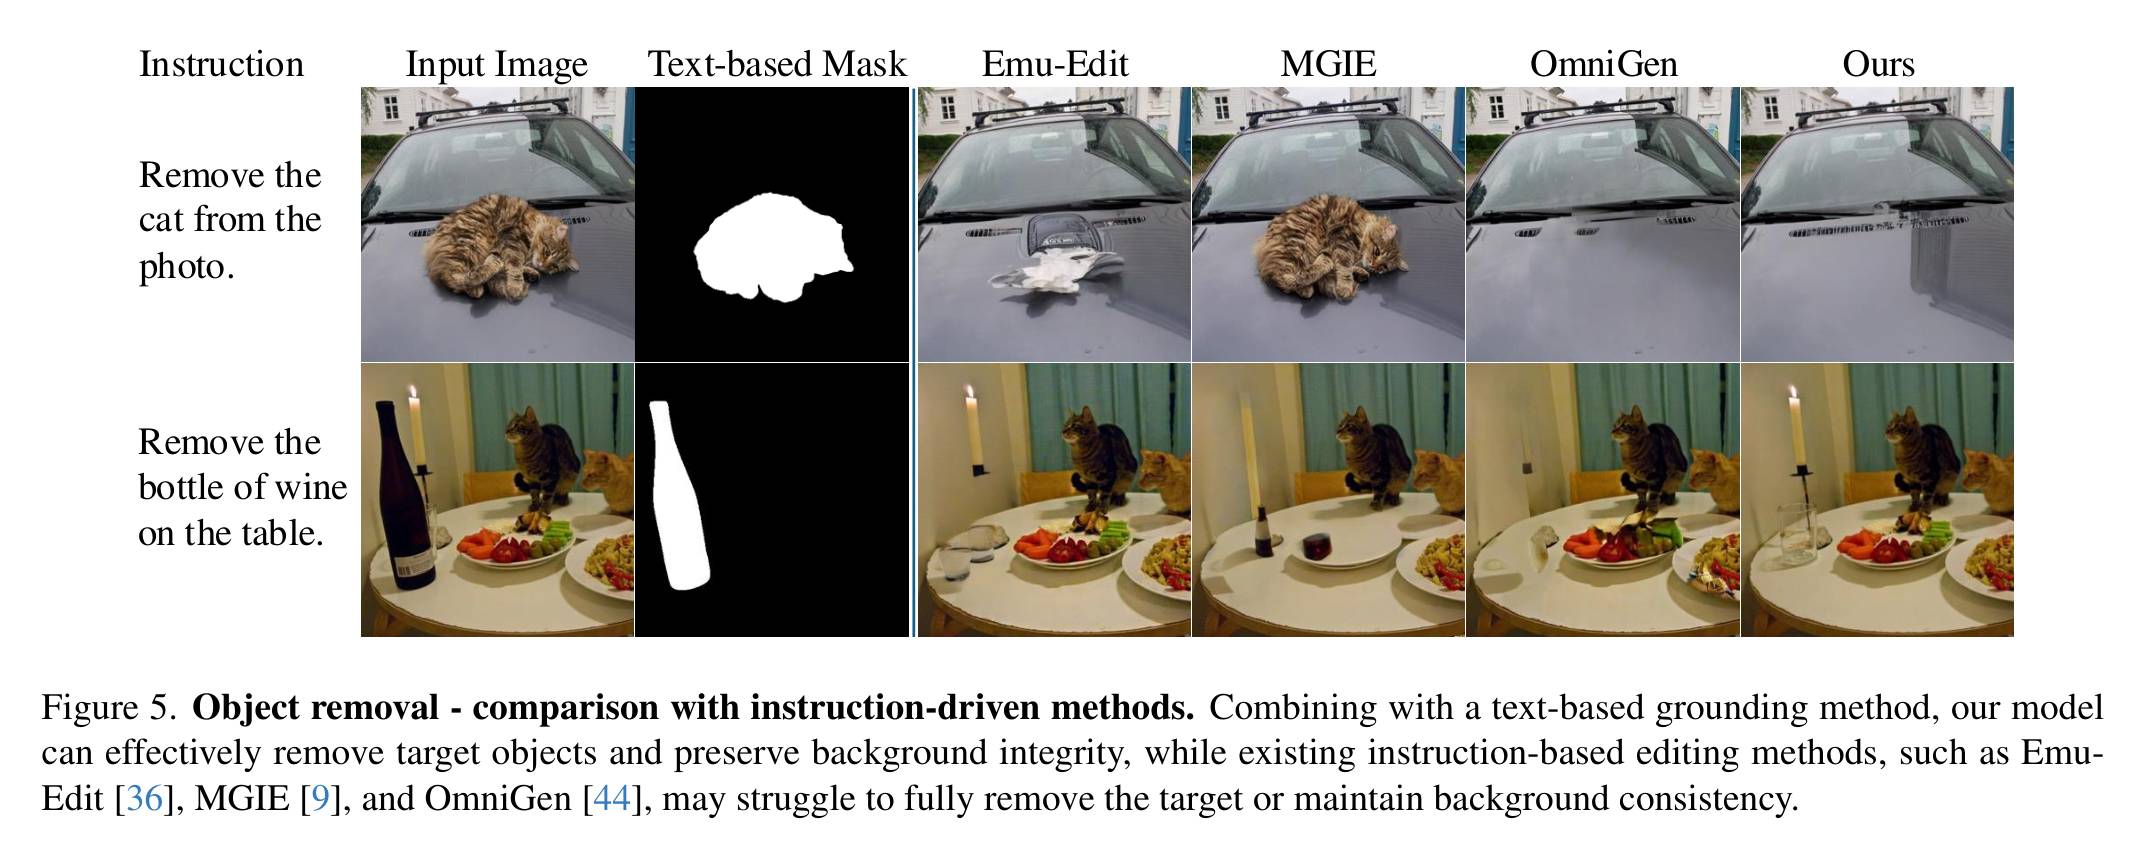 Instruction Input Image Text-based Mask Emu-Edit MGIE OmniGen Ours
Remove the
cat from the
photo.
Remove the
bottle of wine
on the table.
Figure 5. Object removal - comparison with instruction-driven methods. Combining with a text-based grounding method, our model
can effectively remove target objects and preserve background integrity, while existing instruction-based editing methods, such as Emu-
Edit [36], MGIE [9], and OmniGen [44], may struggle to fully remove the target or maintain background consistency.